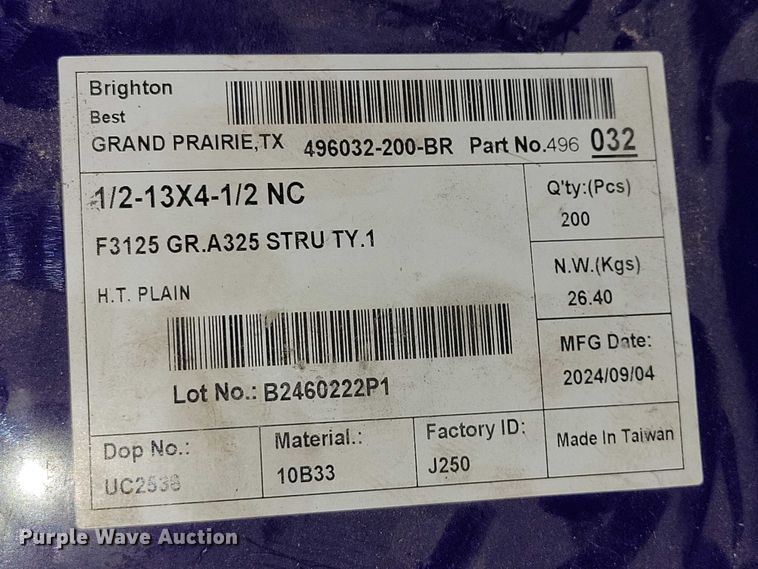 Brighton
Best
GRAND PRAIRIE,TX 496032-200-BR Part No.496 032
1/2-13X4-1/2 NC
F3125 GR.A325 STRU TY.1
H.T. PLAIN
Lot No.: B2460222P1
Q'ty:(Pcs)
200
N.W.(Kgs)
26.40
MFG Date:
2024/09/04
Dop No.:
UC2538
Material.:
10B33
Factory ID:
J250
Made In Taiwan
Purple Wave Auction